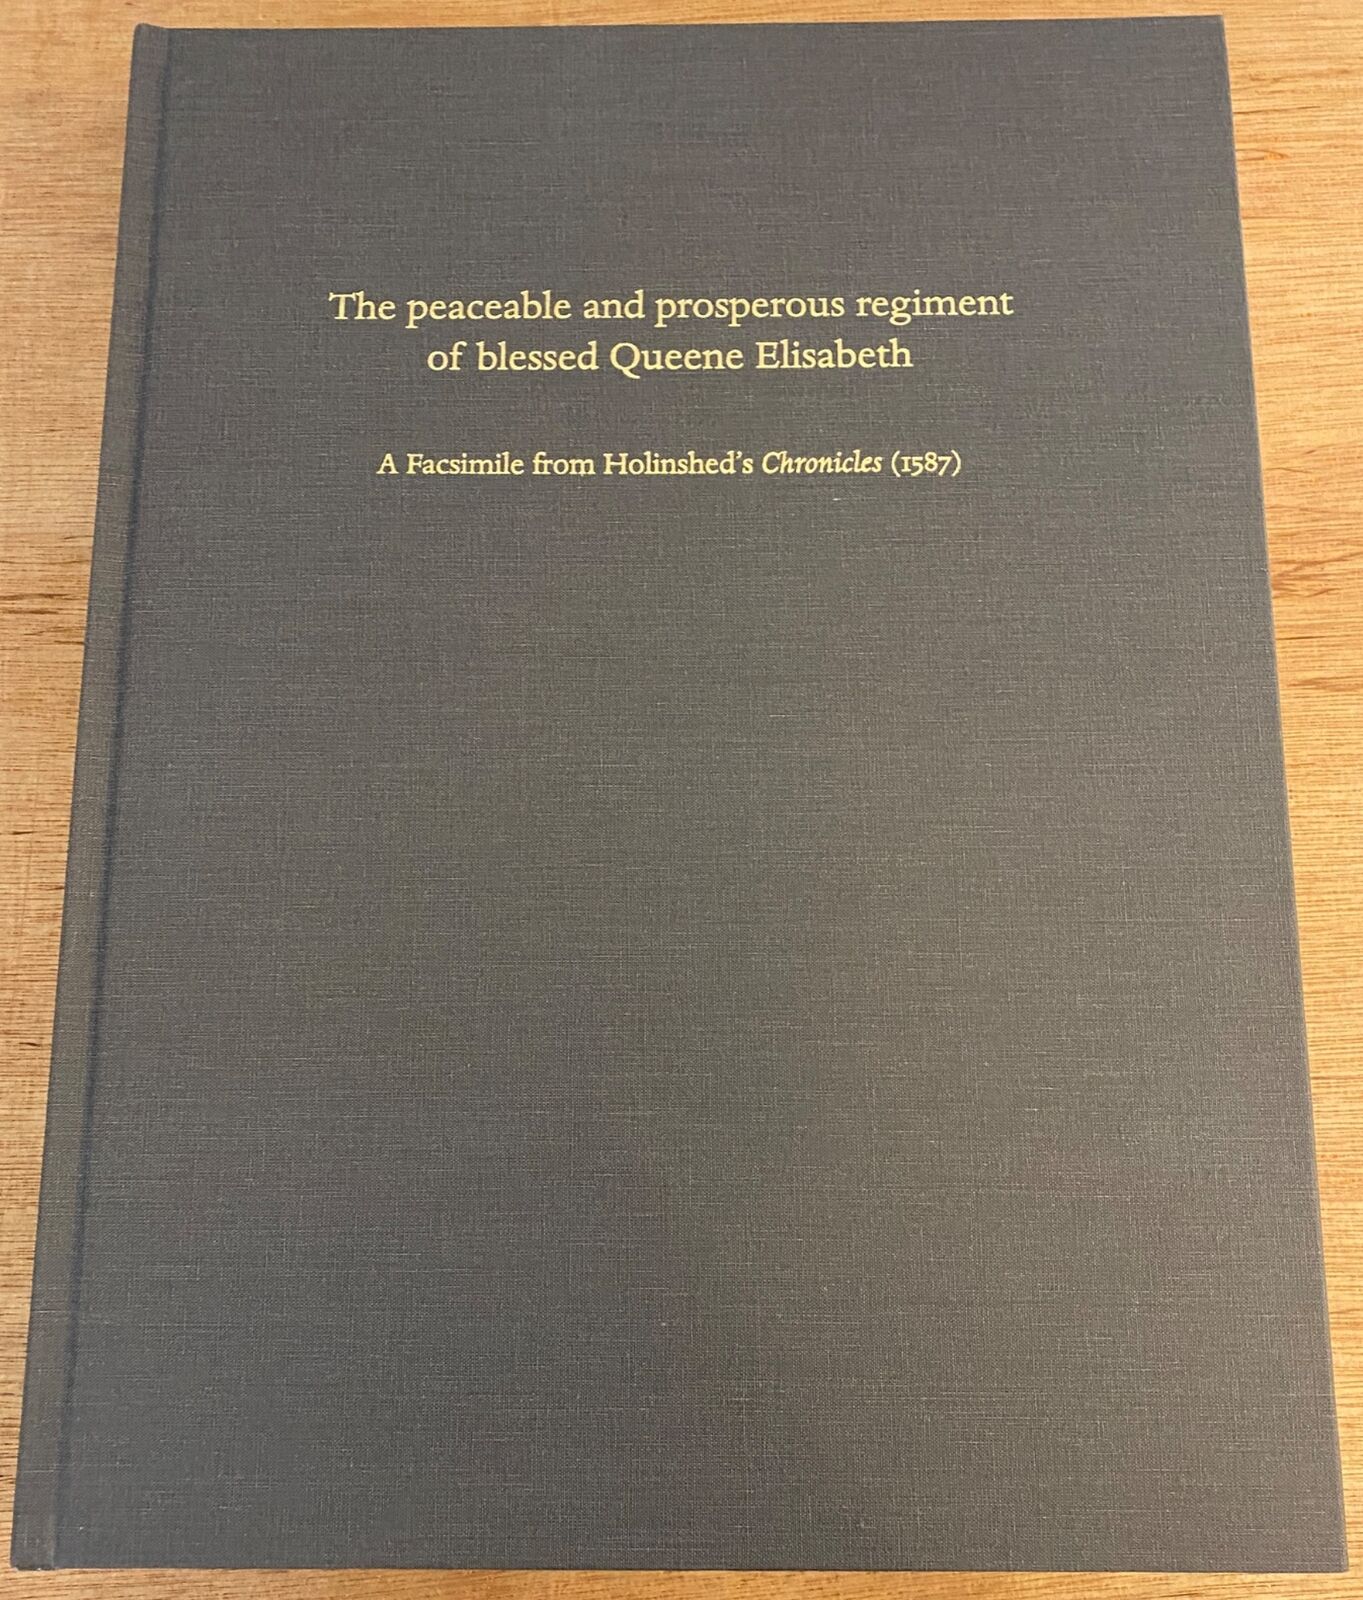 The peaceable and prosperous regiment
of blessed Queene Elisabeth
A Facsimile from Holinshed's Chronicles (1587)